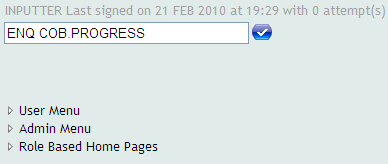 INPUTTER Last signed on 21 FEB 2010 at 19:29 with 0 attempt(s)
ENQ COB.PROGRESS
User Menu
Admin Menu
Role Based Home Pages